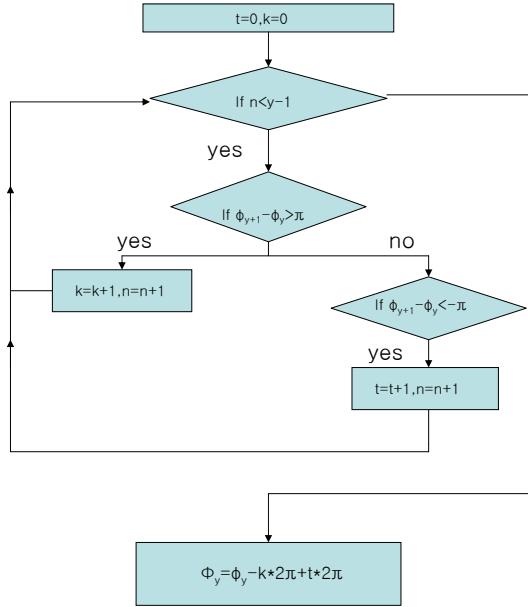 t=0,k=0
If n<y-1
yes
If ϕy+1-ϕy>π
yes
no
k=k+1,n=n+1
If ϕy+1-ϕy<-π
yes
t=t+1,n=n+1
Φy=ϕy-k*2π+t*2π